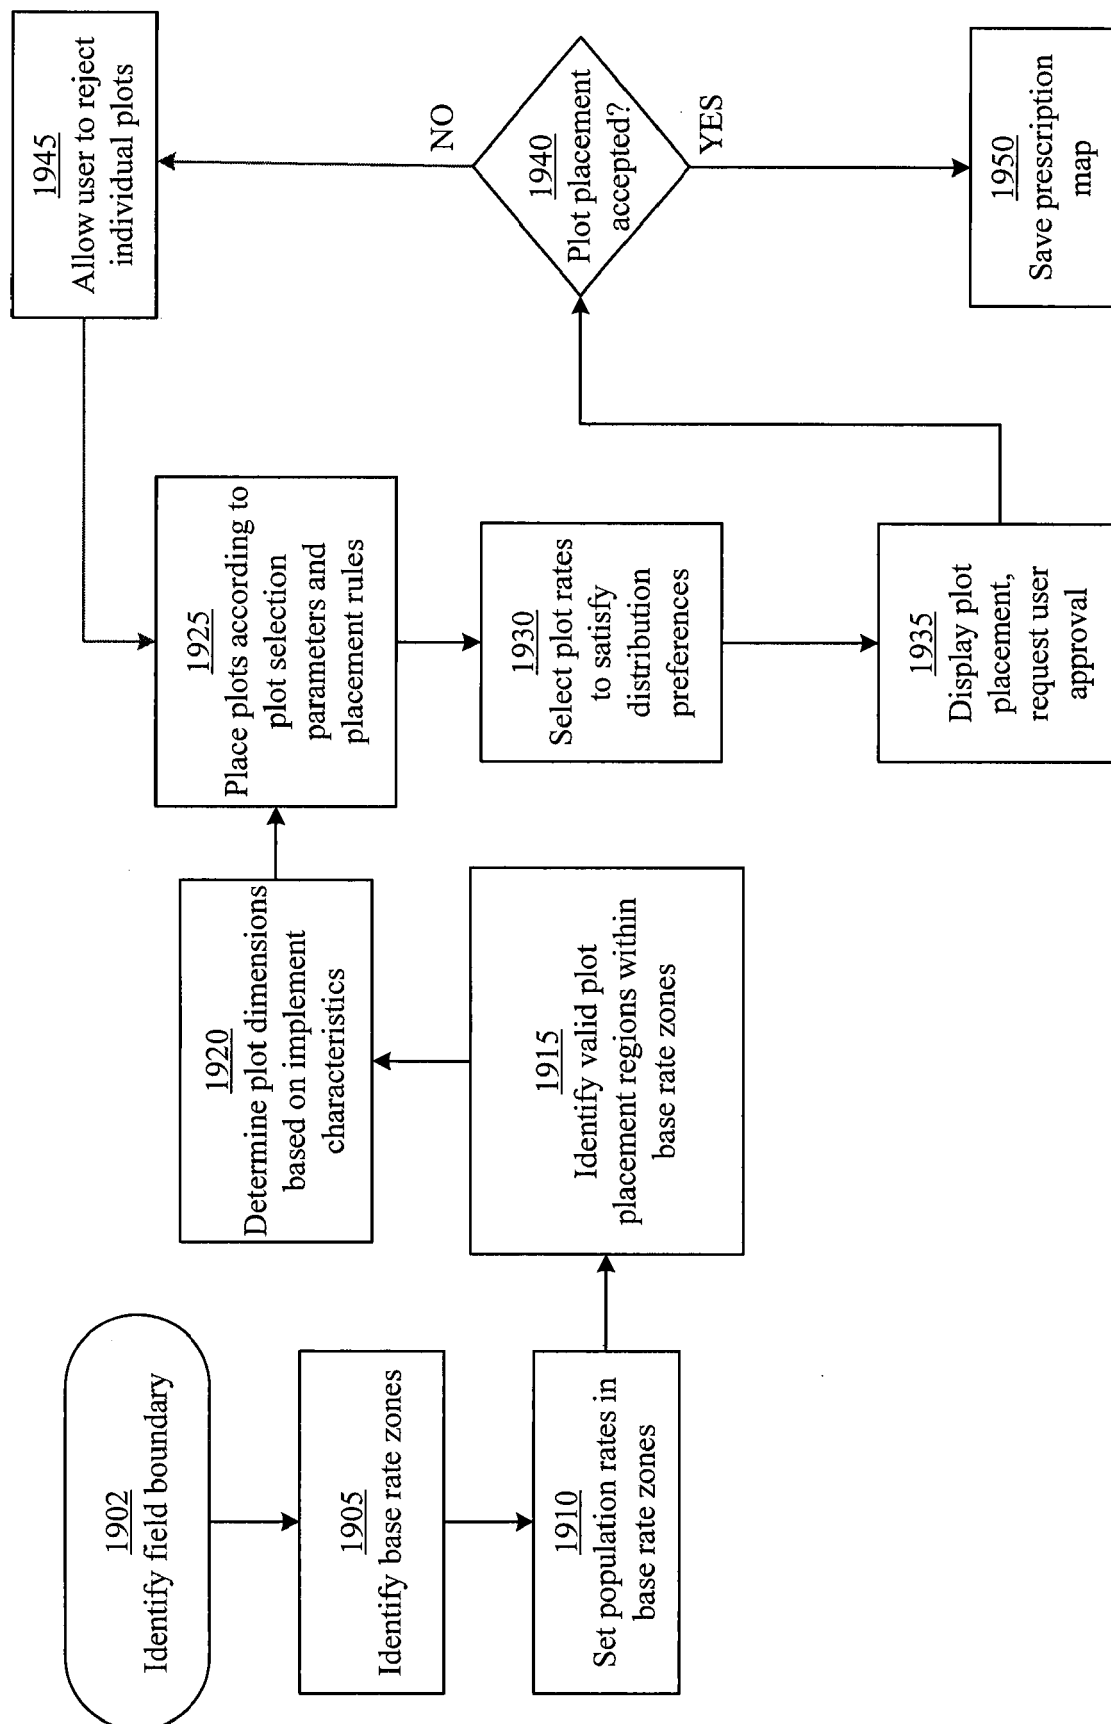 1902
Identify field boundary
1905
Identify base rate zones
1910
Set population rates in
base rate zones
1915
Identify valid plot
placement regions within
base rate zones
1920
Determine plot dimensions
based on implement
characteristics
1925
Place plots according to
plot selection
parameters and
placement rules
1930
Select plot rates
to satisfy
distribution
preferences
1935
Display plot
placement,
request user
approval
1940
Plot placement
accepted?
NO
YES
1945
Allow user to reject
individual plots
1950
Save prescription
map